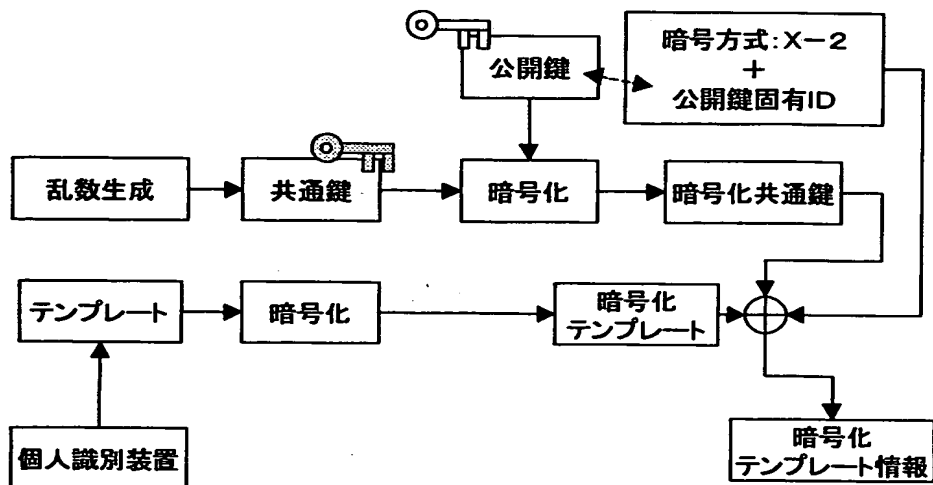 公開鍵
暗号方式:X-2
+
公開鍵固有ID
乱数生成
共通鍵
暗号化
暗号化共通鍵
テンプレート
暗号化
暗号化
テンプレート
個人識別装置
暗号化
テンプレート情報